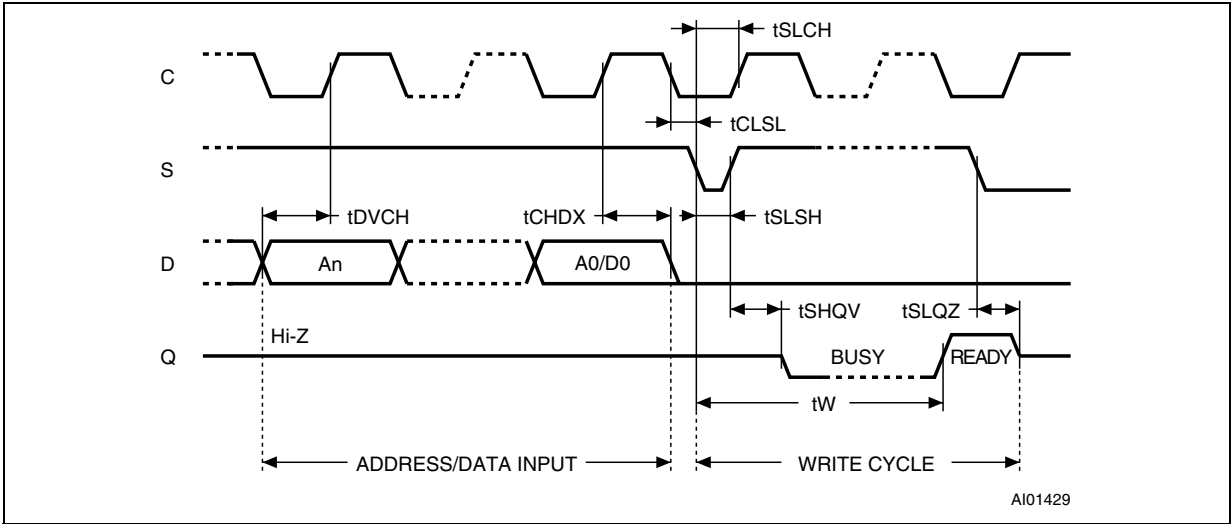 tSLCH
C
tCLSL
S
tDVCH
tCHDX
tSLSH
D
An
A0/D0
tSHQV
tSLQZ
Hi-Z
Q
BUSY
READY
tW
ADDRESS/DATA INPUT
WRITE CYCLE
AI01429